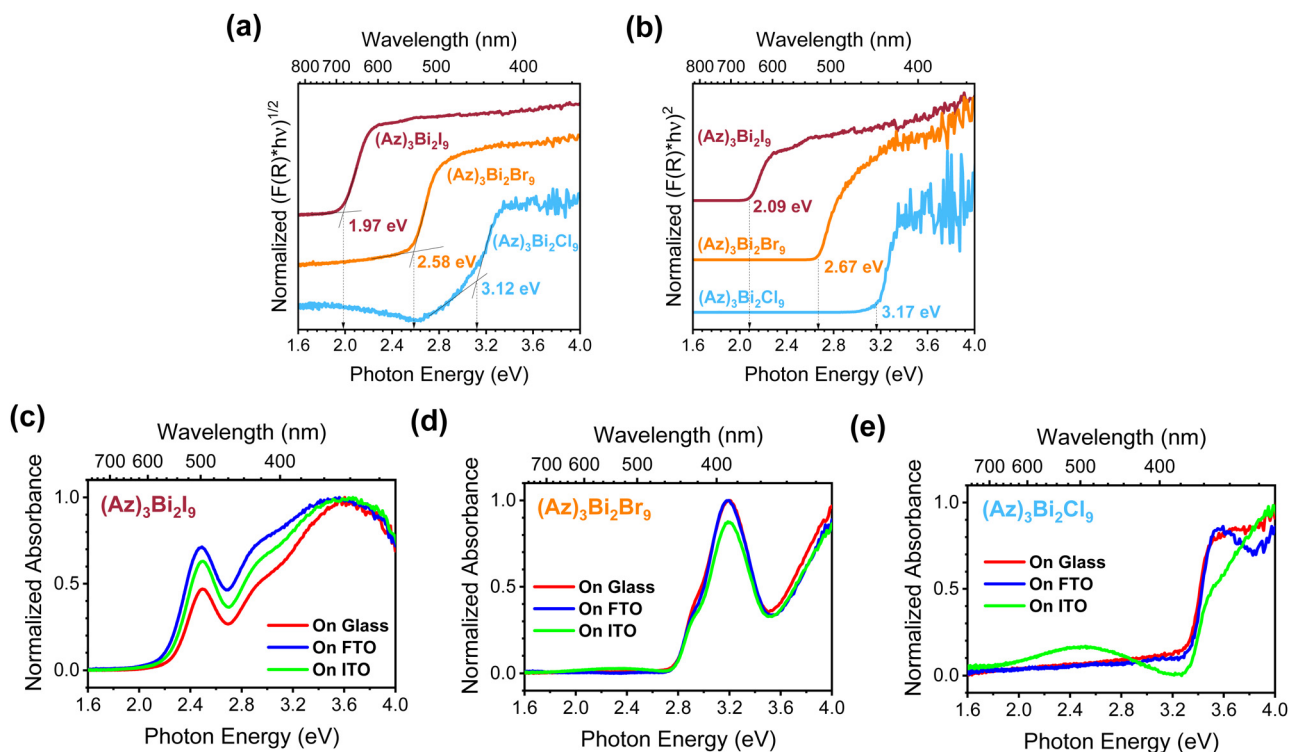 (a)
Wavelength (nm)
800 700 600 500 400
Normalized (F(R)*hν)1/2
(Az)3Bi2I9
(Az)3Bi2Br9
(Az)3Bi2Cl9
1.97 eV
2.58 eV
3.12 eV
1.6 2.0 2.4 2.8 3.2 3.6 4.0
Photon Energy (eV)
(b)
Wavelength (nm)
800 700 600 500 400
Normalized (F(R)*hν)2
(Az)3Bi2I9
2.09 eV
(Az)3Bi2Br9
2.67 eV
(Az)3Bi2Cl9
3.17 eV
1.6 2.0 2.4 2.8 3.2 3.6 4.0
Photon Energy (eV)
(c)
Wavelength (nm)
700 600 500 400
Normalized Absorbance
1.0
0.5
0.0
(Az)3Bi2I9
On Glass
On FTO
On ITO
1.6 2.0 2.4 2.8 3.2 3.6 4.0
Photon Energy (eV)
(d)
Wavelength (nm)
700 600 500 400
Normalized Absorbance
1.0
0.5
0.0
(Az)3Bi2Br9
On Glass
On FTO
On ITO
1.6 2.0 2.4 2.8 3.2 3.6 4.0
Photon Energy (eV)
(e)
Wavelength (nm)
700 600 500 400
Normalized Absorbance
1.0
0.5
0.0
(Az)3Bi2Cl9
On Glass
On FTO
On ITO
1.6 2.0 2.4 2.8 3.2 3.6 4.0
Photon Energy (eV)